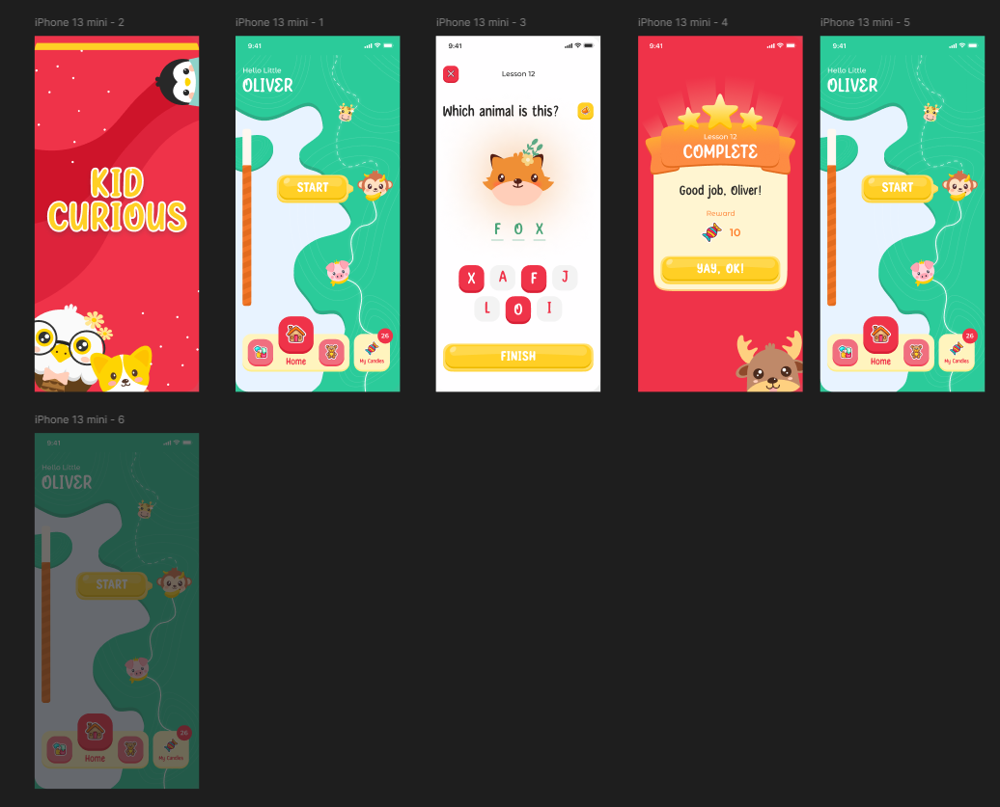 iPhone 13 mini - 2
KID
CURIOUS
iPhone 13 mini - 1
9:41
Hello Little
OLIVER
START
Home
26
My Candies
iPhone 13 mini - 3
9:41
Lesson 12
Which animal is this?
F O X
X A F J
L O I
FINISH
iPhone 13 mini - 4
9:41
Lesson 12
COMPLETE
Good job, Oliver!
Reward:
10
YAY, OK!
iPhone 13 mini - 5
9:41
Hello Little
OLIVER
START
Home
26
My Candies
iPhone 13 mini - 6
9:41
Hello Little
OLIVER
START
Home
26
My Candies